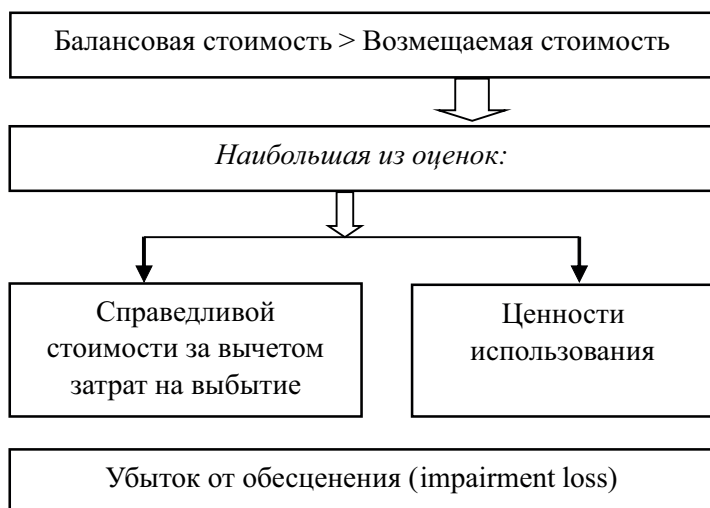 Балансовая стоимость > Возмещаемая стоимость
Наибольшая из оценок:
Справедливой
стоимости за вычетом
затрат на выбытие
Ценности
использования
Убыток от обесценения (impairment loss)